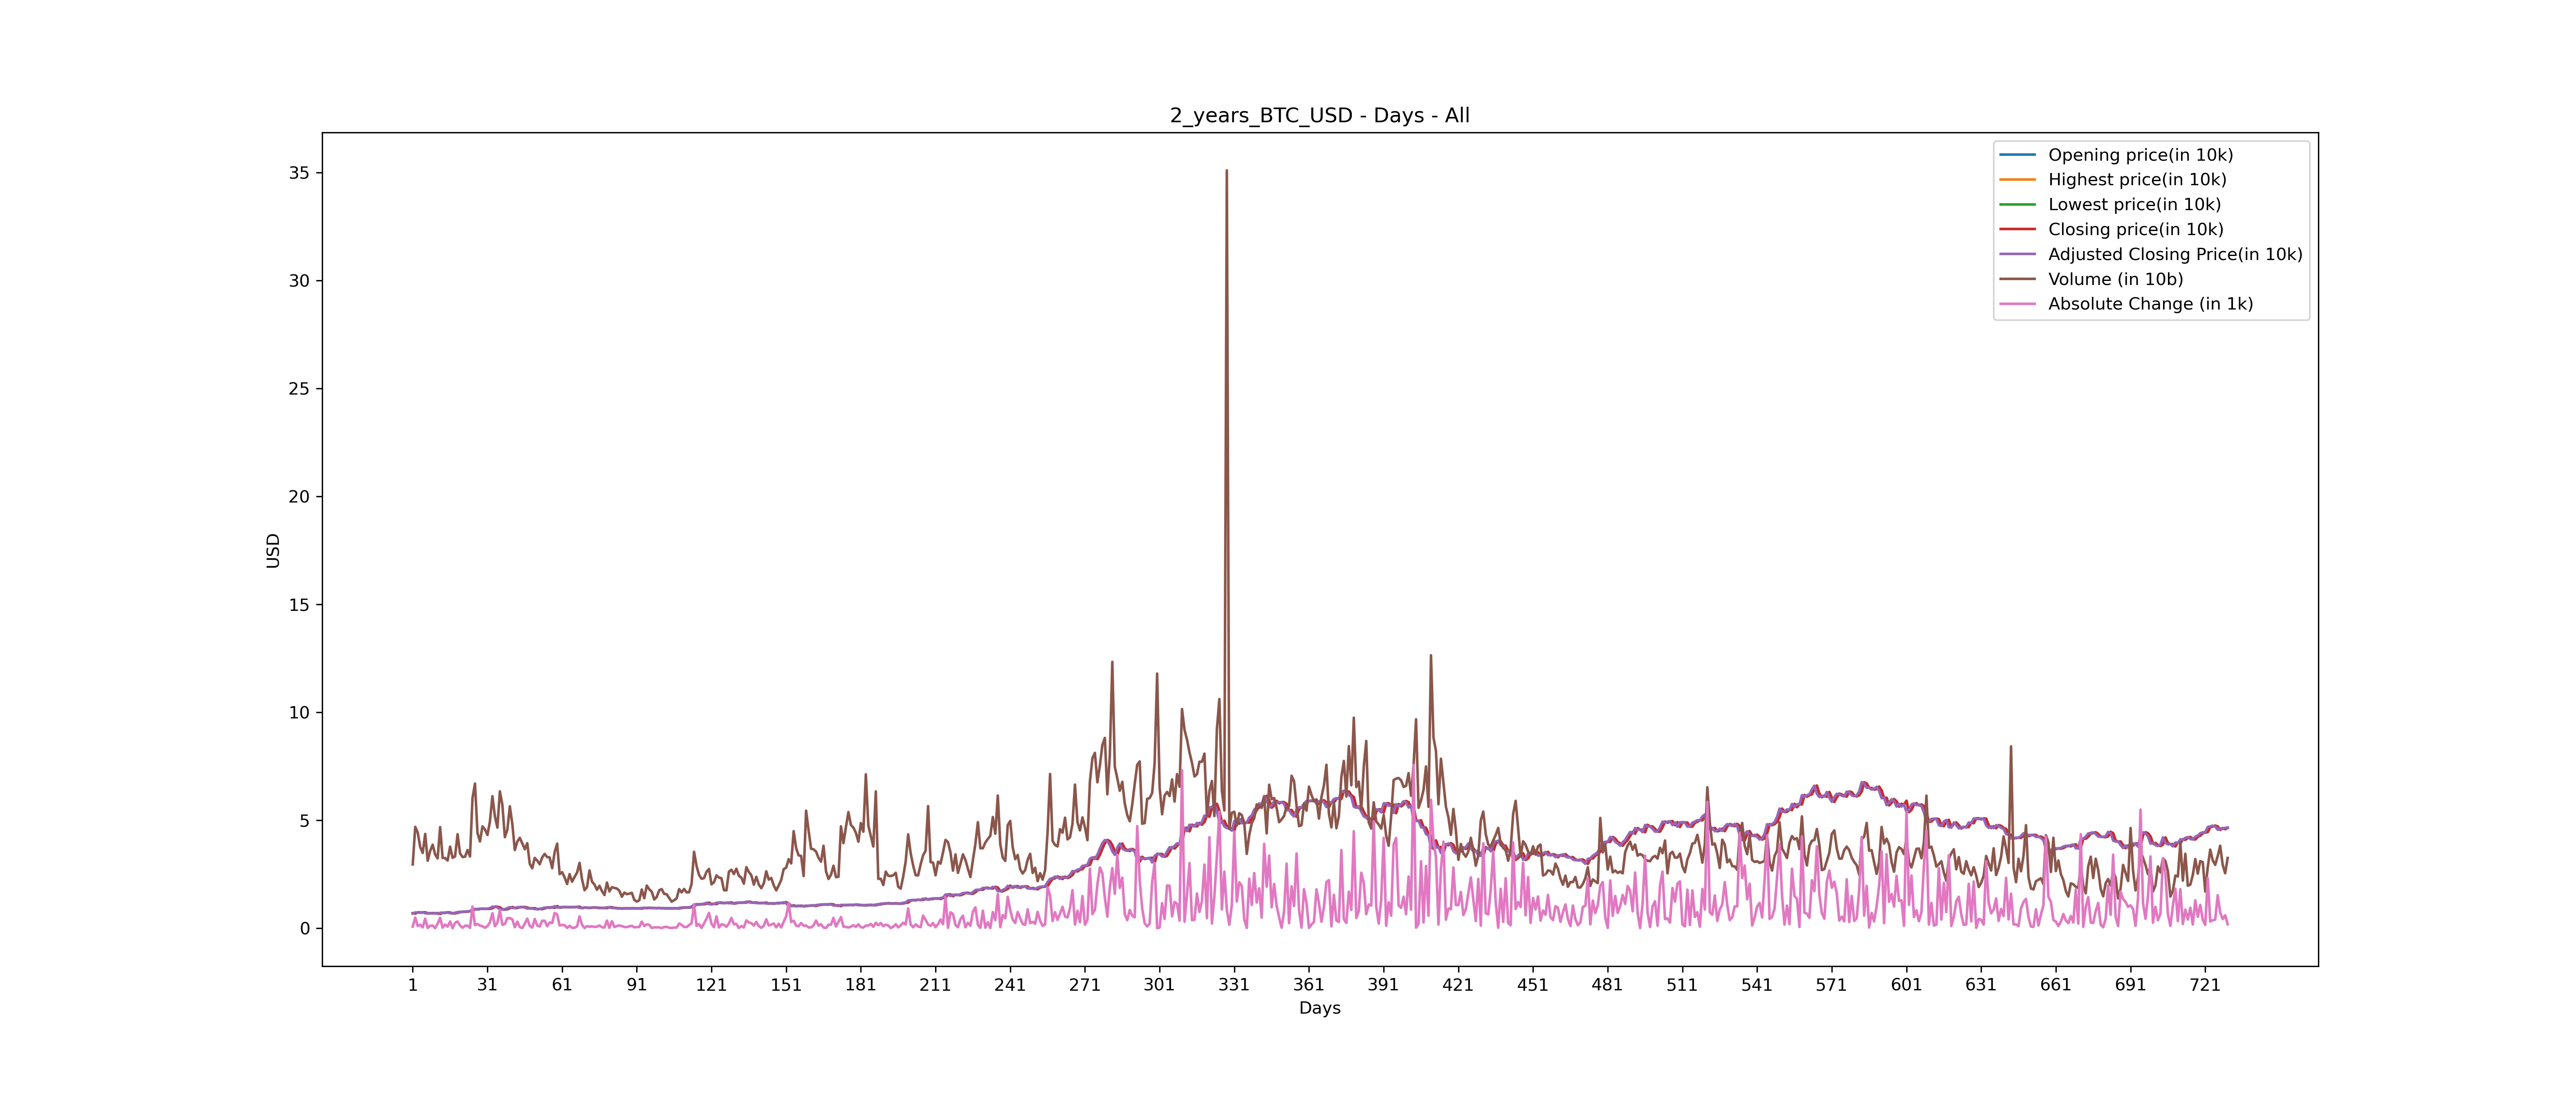 2_years_BTC_USD - Days - All
Opening price(in 10k)
Highest price(in 10k)
Lowest price(in 10k)
Closing price(in 10k)
Adjusted Closing Price(in 10k)
Volume (in 10b)
Absolute Change (in 1k)
35
30
25
20
15
10
5
0
USD
1 31 61 91 121 151 181 211 241 271 301 331 361 391 421 451 481 511 541 571 601 631 661 691 721
Days